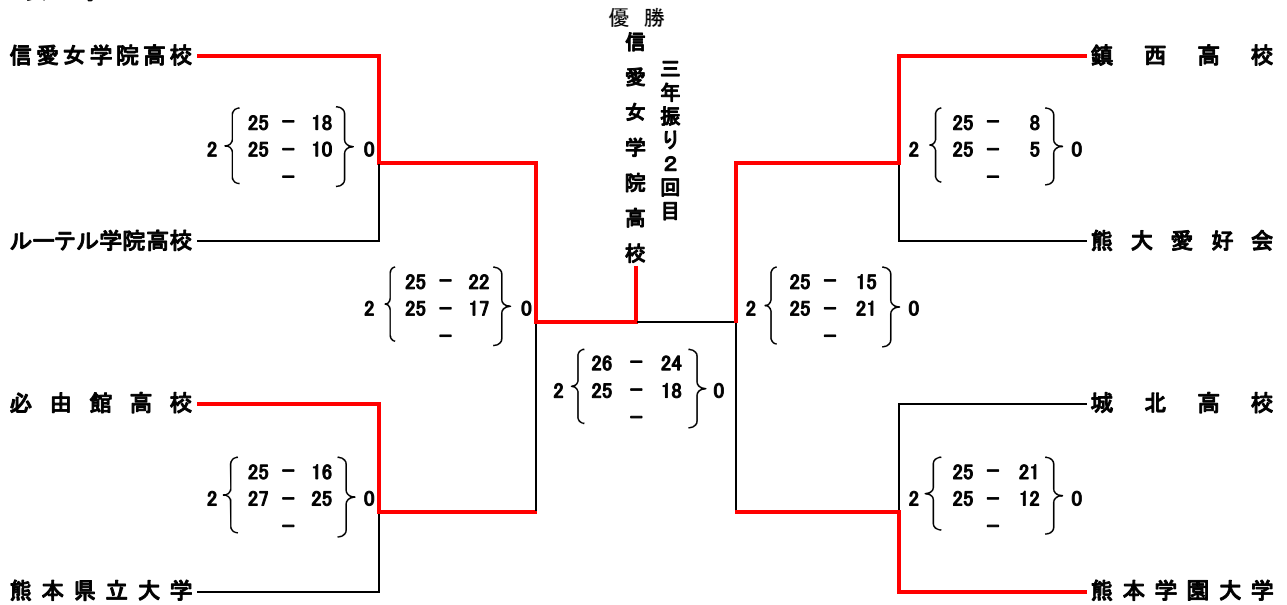 優勝
信愛女学院高校
三年振り2回目
信愛女学院高校
2 25 - 18 0
25 - 10
-
ルーテル学院高校
2 25 - 22 0
25 - 17
-
必由館高校
2 25 - 16 0
27 - 25
-
熊本県立大学
2 26 - 24 0
25 - 18
-
鎮西高校
2 25 - 8 0
25 - 5
-
熊大愛好会
2 25 - 15 0
25 - 21
-
城北高校
2 25 - 21 0
25 - 12
-
熊本学園大学